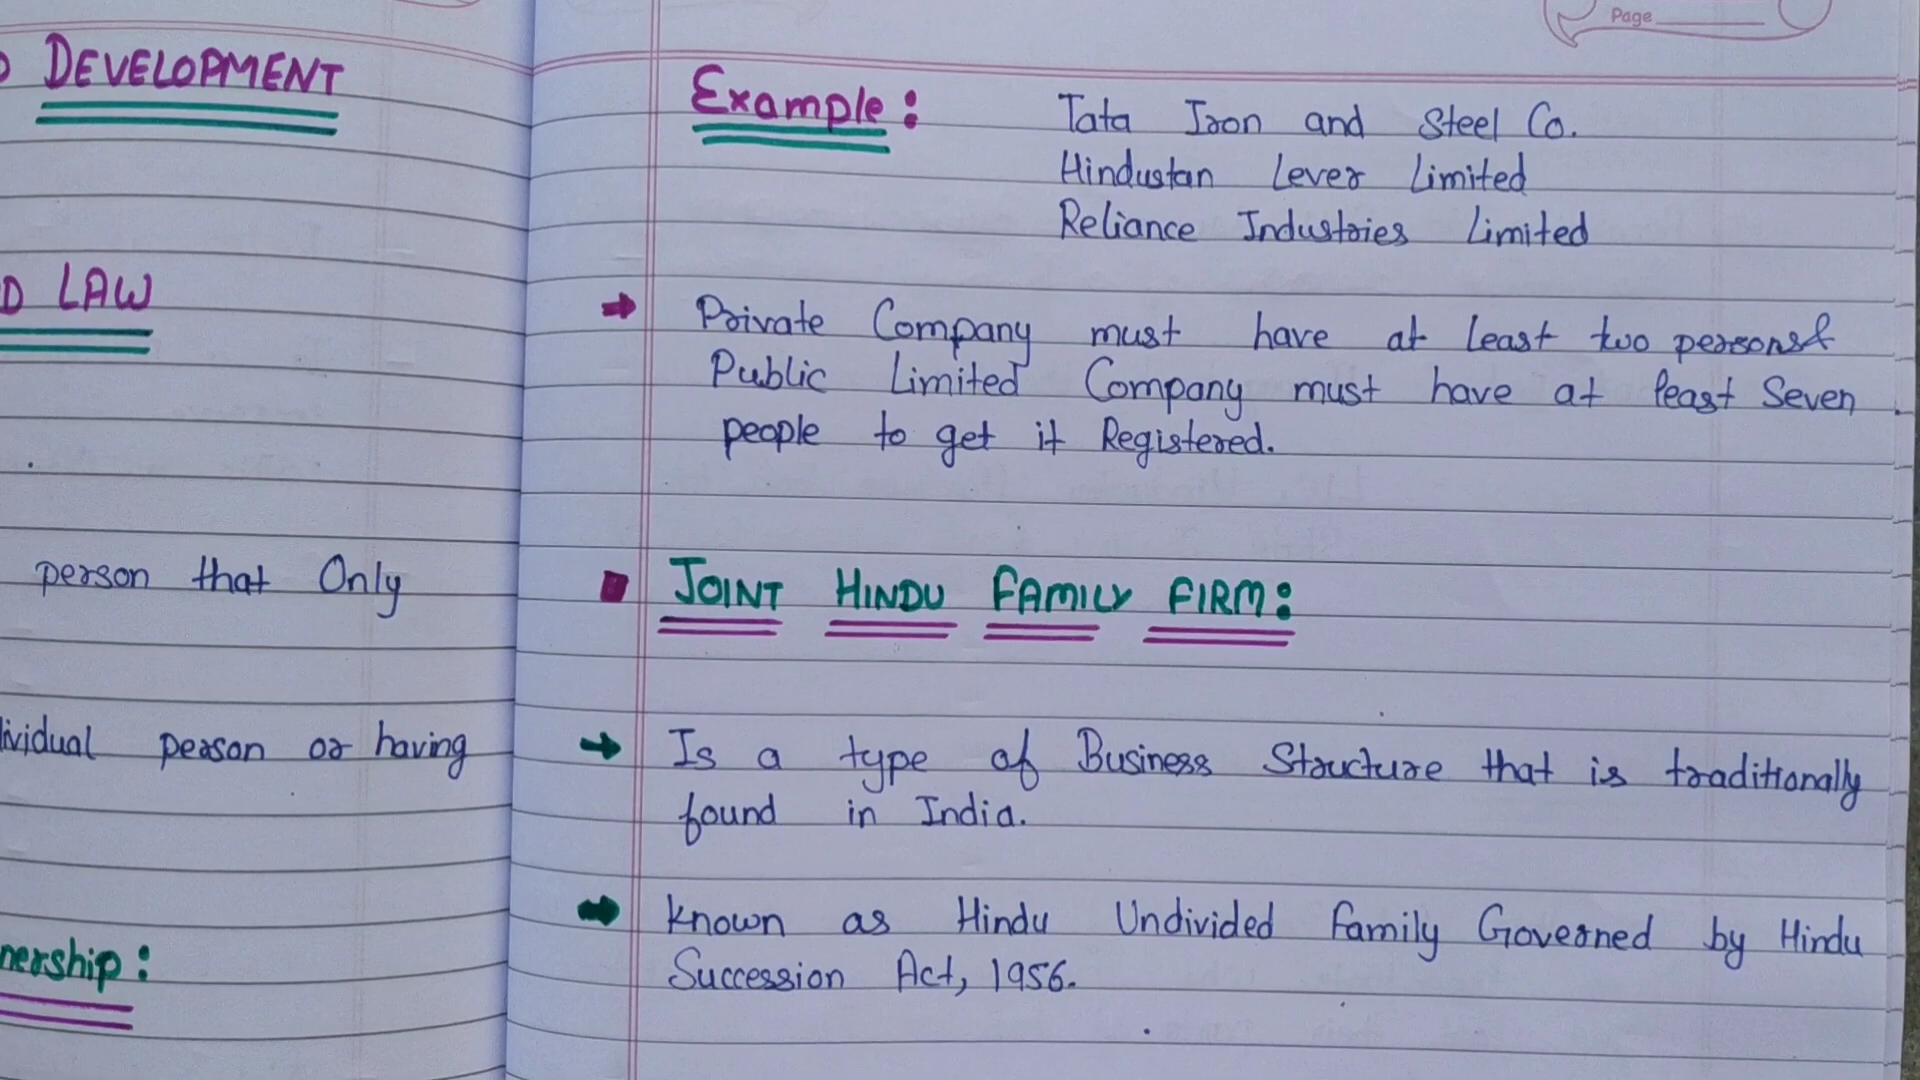 DEVELOPMENT
LAW
person that Only
person or having
Page
Example:
Tata Iron and Steel Co.
Hindustan Lever Limited
Reliance Industries Limited
Private Company must have at least two persons &
Public Limited Company must have at least Seven
people to get it Registered.
JOINT HINDU FAMILY FIRM:
Is a type of Business Structure that is traditionally
found in India.
Known as Hindu Undivided Family Governed by Hindu
Succession Act, 1956.